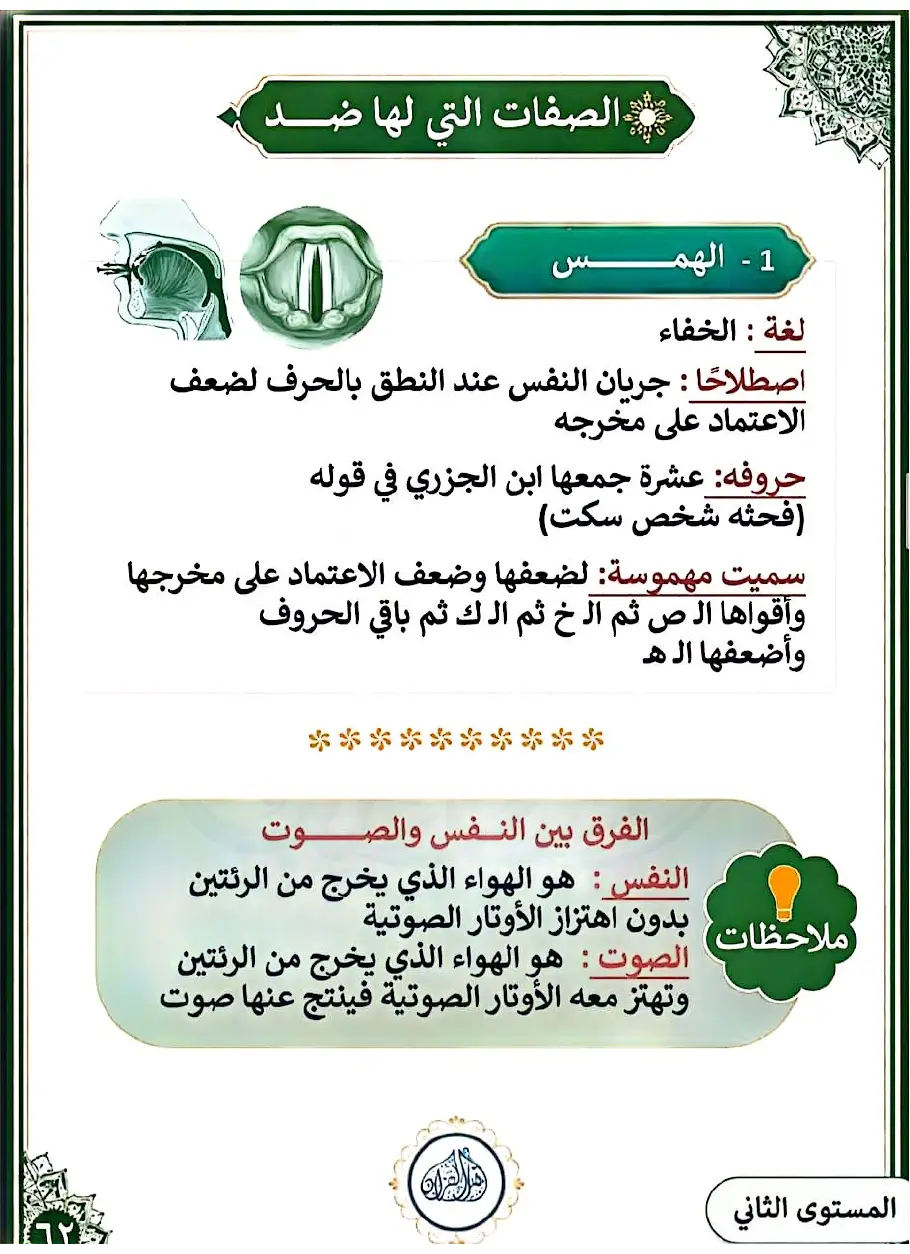 الصفات التي لها ضـــد
1 - الهمـــــــس
لغة : الخفاء
اصطلاحًا : جريان النفس عند النطق بالحرف لضعف
الاعتماد على مخرجه
حروفه: عشرة جمعها ابن الجزري في قوله
(فحثه شخص سكت)
سميت مهموسة: لضعفها وضعف الاعتماد على مخرجها
وأقواها الـ ص ثم الـ خ ثم الـ ك ثم باقي الحروف
وأضعفها الـ هـ
الفرق بين النـفس والصـــــوت
النفس : هو الهواء الذي يخرج من الرئتين
بدون اهتزاز الأوتار الصوتية
الصوت : هو الهواء الذي يخرج من الرئتين
وتهتز معه الأوتار الصوتية فينتج عنها صوت
ملاحظات
المستوى الثاني
٦٢